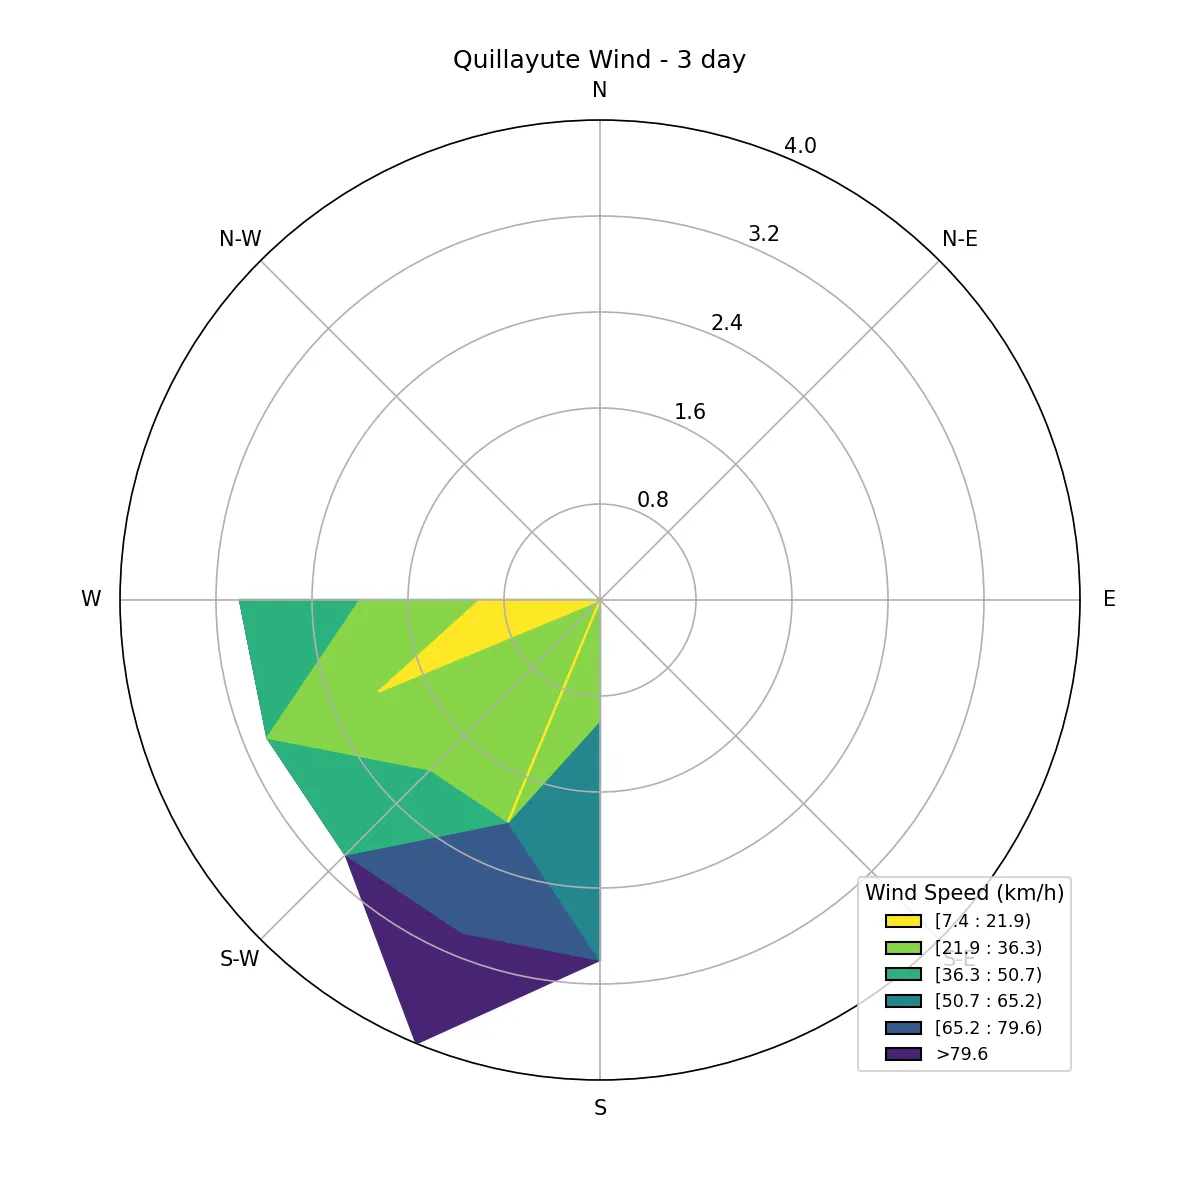 Quillayute Wind - 3 day
N
4.0
N-W
3.2
N-E
2.4
1.6
0.8
W
E
Wind Speed (km/h)
[7.4 : 21.9)
[21.9 : 36.3)
S-W
S-E
[36.3 : 50.7)
[50.7 : 65.2)
[65.2 : 79.6)
>79.6
S